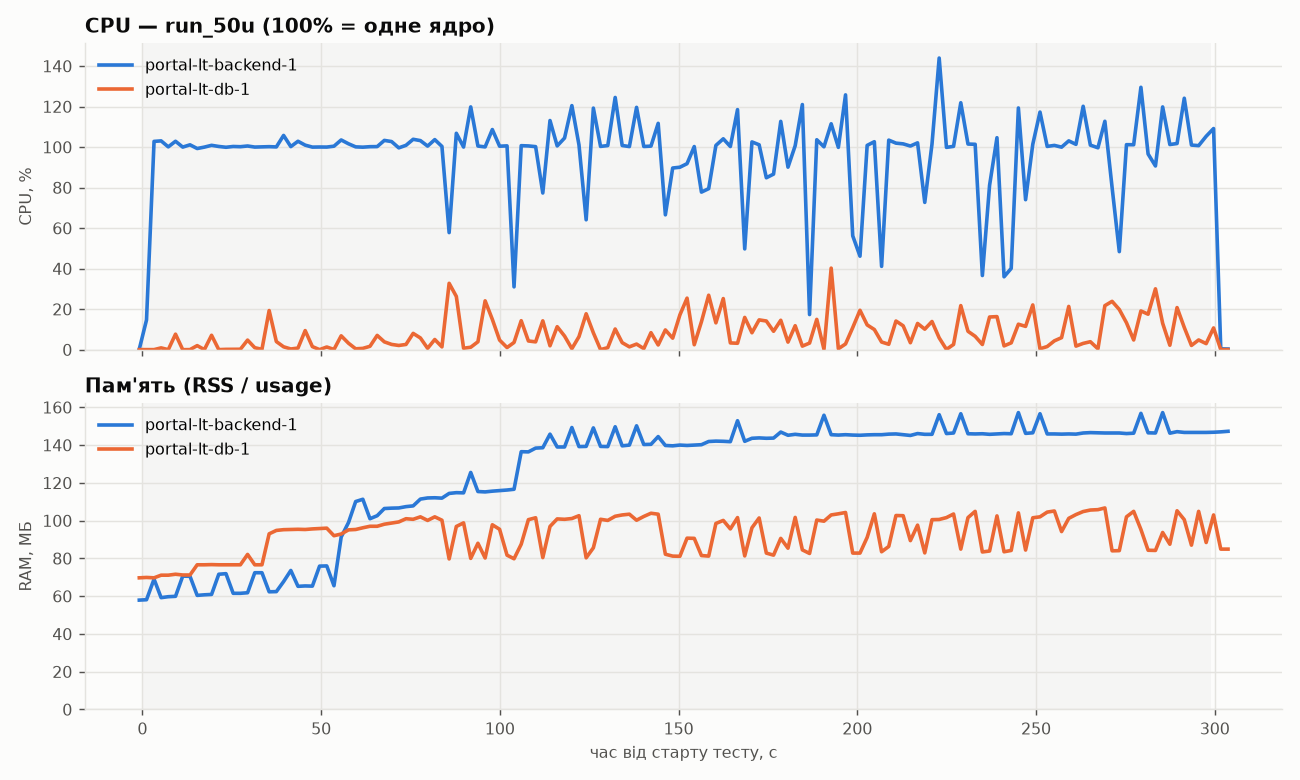 CPU — run_50u (100% = одне ядро)
portal-lt-backend-1
portal-lt-db-1
CPU, %
140
120
100
80
60
40
20
0
Пам'ять (RSS / usage)
portal-lt-backend-1
portal-lt-db-1
RAM, МБ
160
140
120
100
80
60
40
20
0
0 50 100 150 200 250 300
час від старту тесту, с